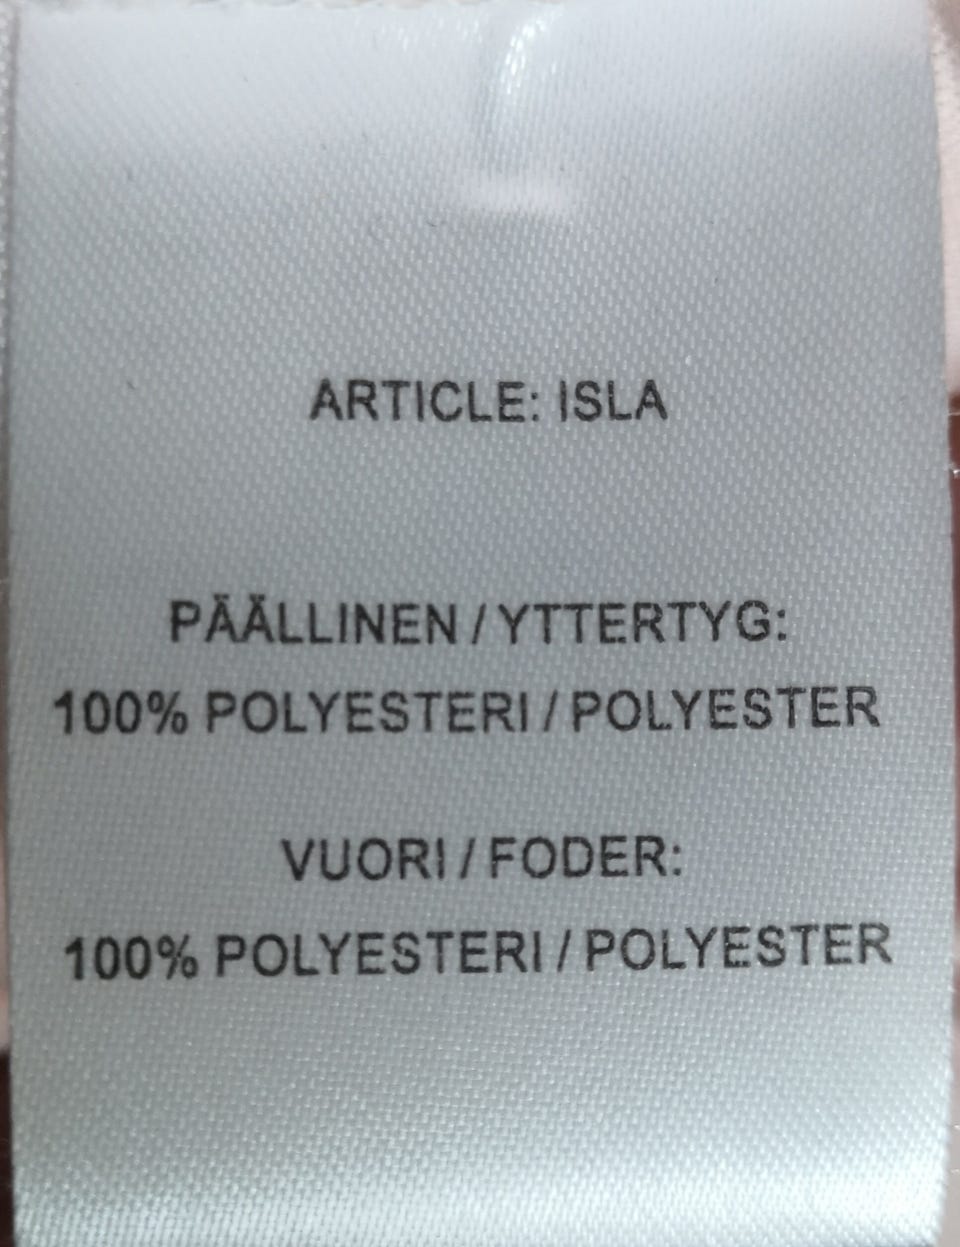 ARTICLE: ISLA
PÄÄLLINEN / YTTERTYG:
100% POLYESTERI / POLYESTER
VUORI / FODER:
100% POLYESTERI / POLYESTER